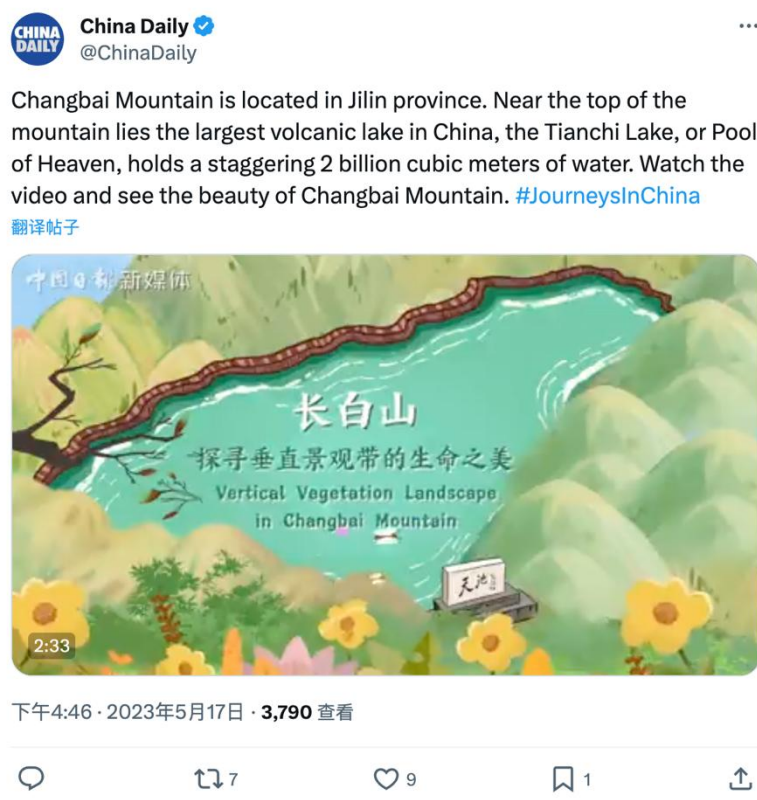 CHINA
DAILY
China Daily
@ChinaDaily
Changbai Mountain is located in Jilin province. Near the top of the
mountain lies the largest volcanic lake in China, the Tianchi Lake, or Pool
of Heaven, holds a staggering 2 billion cubic meters of water. Watch the
video and see the beauty of Changbai Mountain. #JourneysInChina
翻译帖子
中国日报新媒体
长白山
探寻垂直景观带的生命之美
Vertical Vegetation Landscape
in Changbai Mountain
天池
2:33
下午4:46 · 2023年5月17日 · 3,790 查看
7
9
1